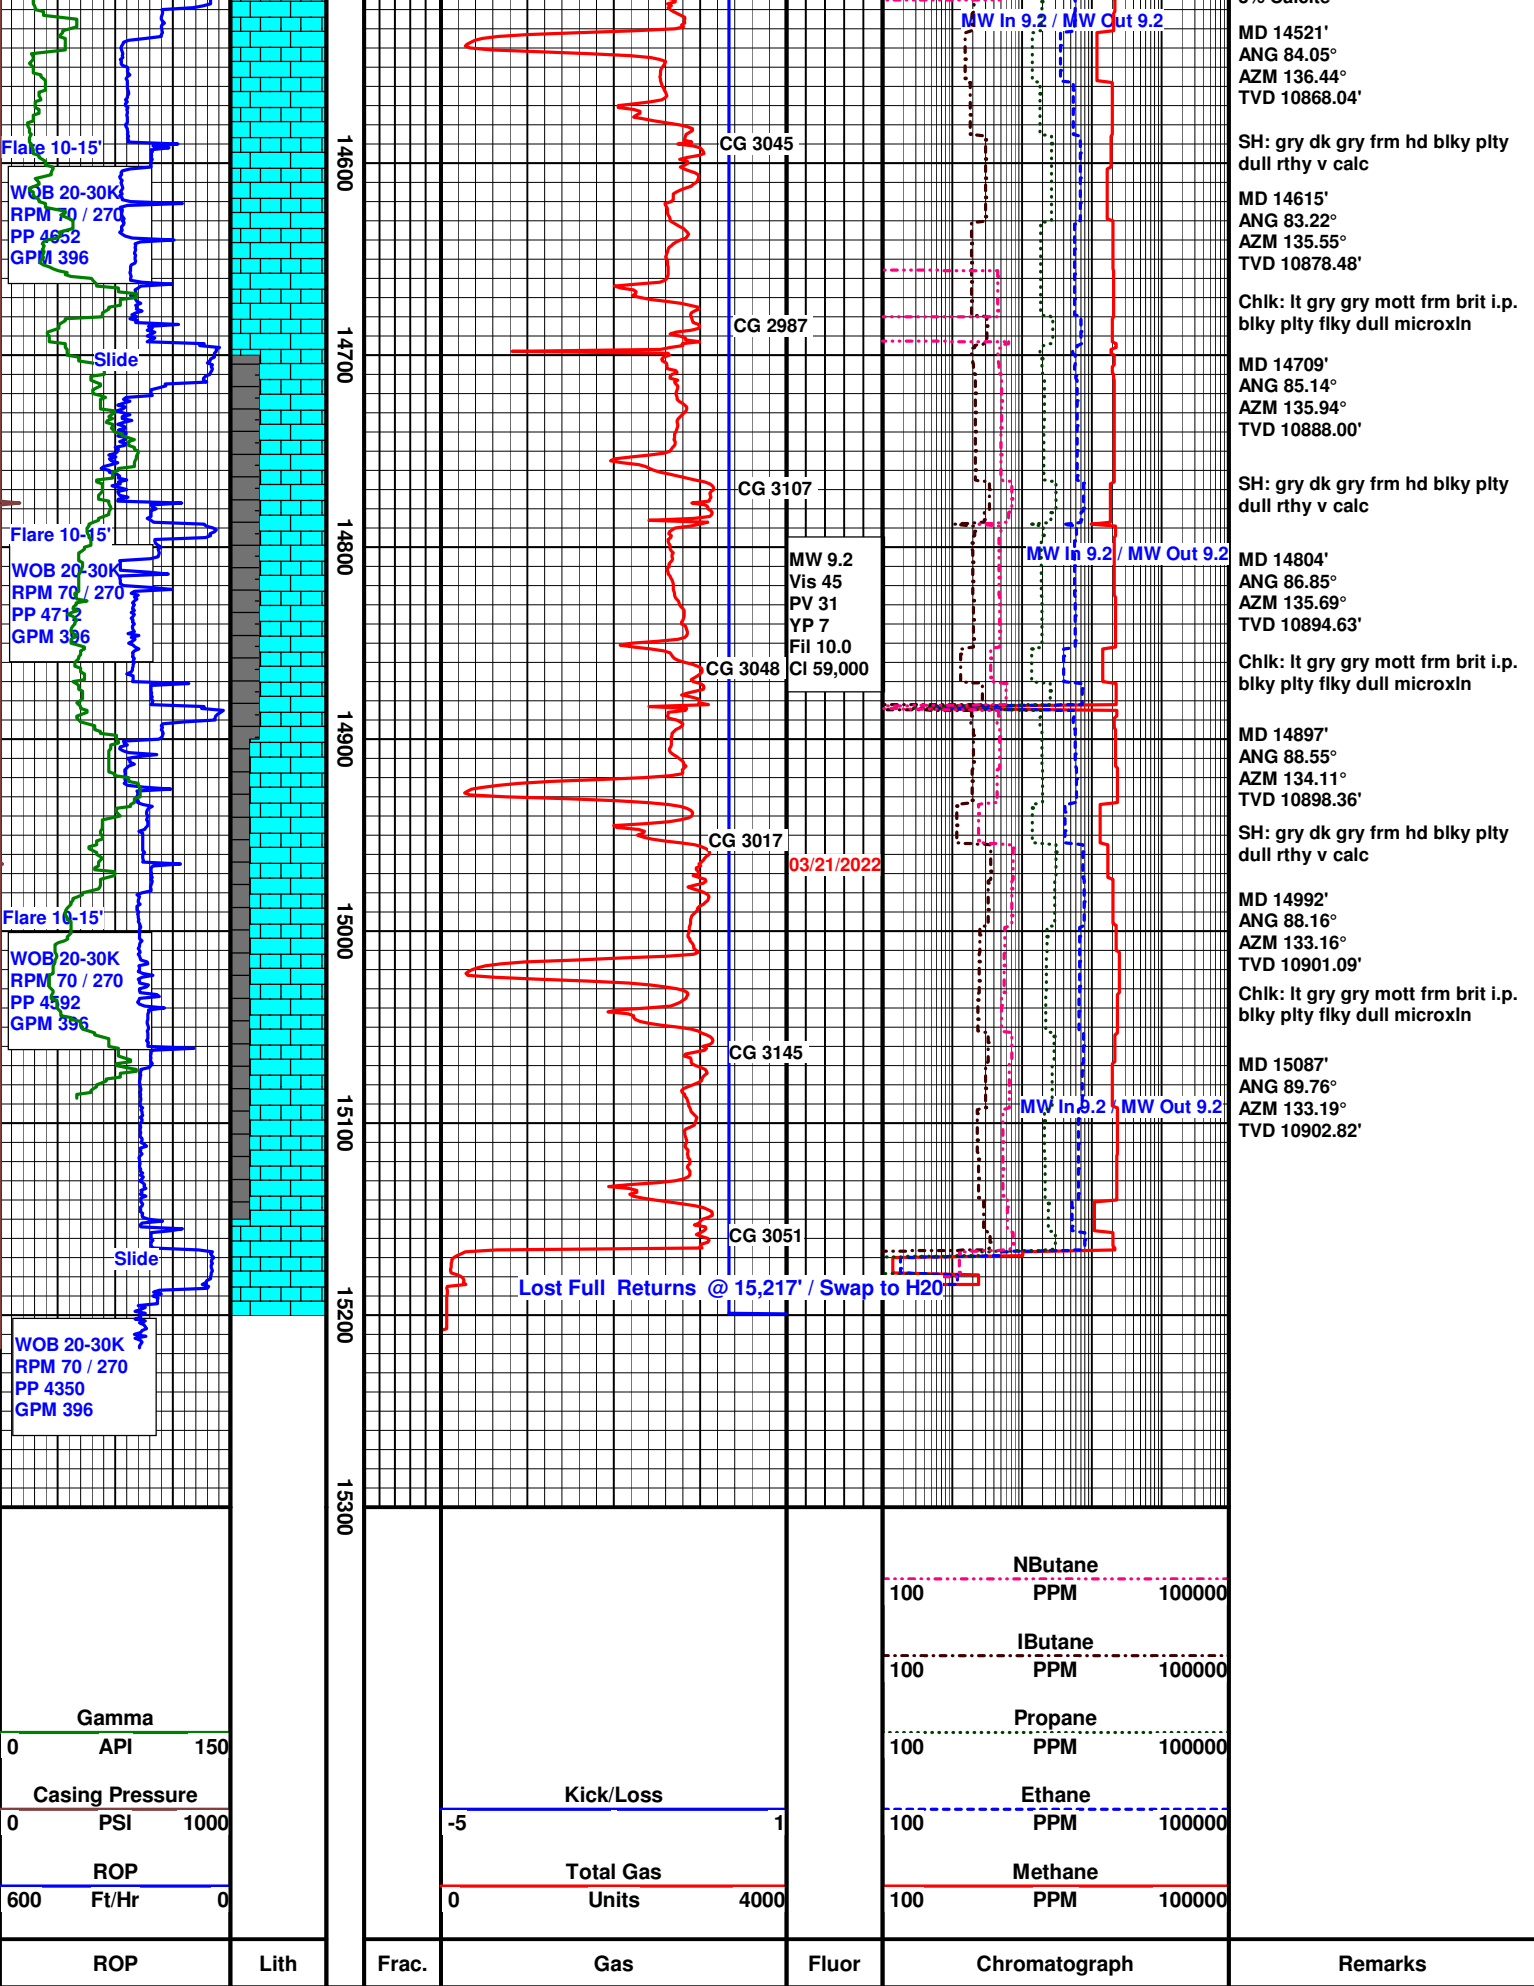 MW In 9.2 / MW Out 9.2
MD 14521'
ANG 84.05°
AZM 136.44°
TVD 10868.04'
Flare 10-15'
CG 3045
SH: gry dk gry frm hd blky plty
dull rthy v calc
14600
WOB 20-30K
RPM 70 / 270
PP 4652
GPM 396
MD 14615'
ANG 83.22°
AZM 135.55°
TVD 10878.48'
Chlk: lt gry gry mott frm brit i.p.
blky plty flky dull microxln
CG 2987
Slide
14700
MD 14709'
ANG 85.14°
AZM 135.94°
TVD 10888.00'
CG 3107
SH: gry dk gry frm hd blky plty
dull rthy v calc
Flare 10-15'
14800
WOB 20-30K
RPM 70 / 270
PP 4712
GPM 396
MW 9.2
Vis 45
PV 31
YP 7
Fil 10.0
Cl 59,000
MW In 9.2 / MW Out 9.2
MD 14804'
ANG 86.85°
AZM 135.69°
TVD 10894.63'
CG 3048
Chlk: lt gry gry mott frm brit i.p.
blky plty flky dull microxln
14900
MD 14897'
ANG 88.55°
AZM 134.11°
TVD 10898.36'
CG 3017
03/21/2022
SH: gry dk gry frm hd blky plty
dull rthy v calc
Flare 10-15'
15000
MD 14992'
ANG 88.16°
AZM 133.16°
TVD 10901.09'
WOB 20-30K
RPM 70 / 270
PP 4592
GPM 396
Chlk: lt gry gry mott frm brit i.p.
blky plty flky dull microxln
CG 3145
MD 15087'
ANG 89.76°
AZM 133.19°
TVD 10902.82'
15100
MW In 9.2 / MW Out 9.2
CG 3051
Slide
Lost Full Returns @ 15,217' / Swap to H20
15200
WOB 20-30K
RPM 70 / 270
PP 4350
GPM 396
15300
NButane
100 PPM 100000
IButane
100 PPM 100000
Gamma
0 API 150
Propane
100 PPM 100000
Casing Pressure
0 PSI 1000
Kick/Loss
-5 1
Ethane
100 PPM 100000
ROP
600 Ft/Hr 0
Total Gas
0 Units 4000
Methane
100 PPM 100000
ROP Lith Frac. Gas Fluor Chromatograph Remarks